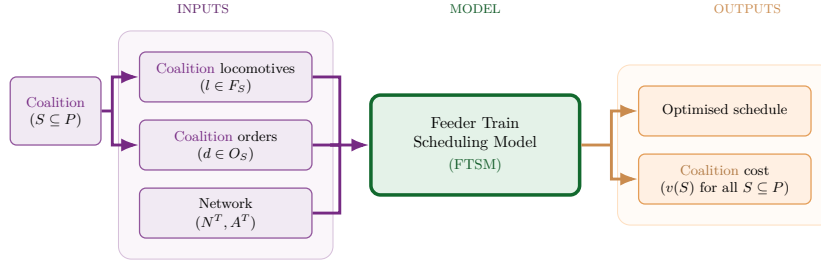 INPUTS
MODEL
OUTPUTS
Coalition
(S ⊆ P)
Coalition locomotives
(l ∈ F_S)
Coalition orders
(d ∈ O_S)
Network
(N^T, A^T)
Feeder Train
Scheduling Model
(FTSM)
Optimised schedule
Coalition cost
(v(S) for all S ⊆ P)